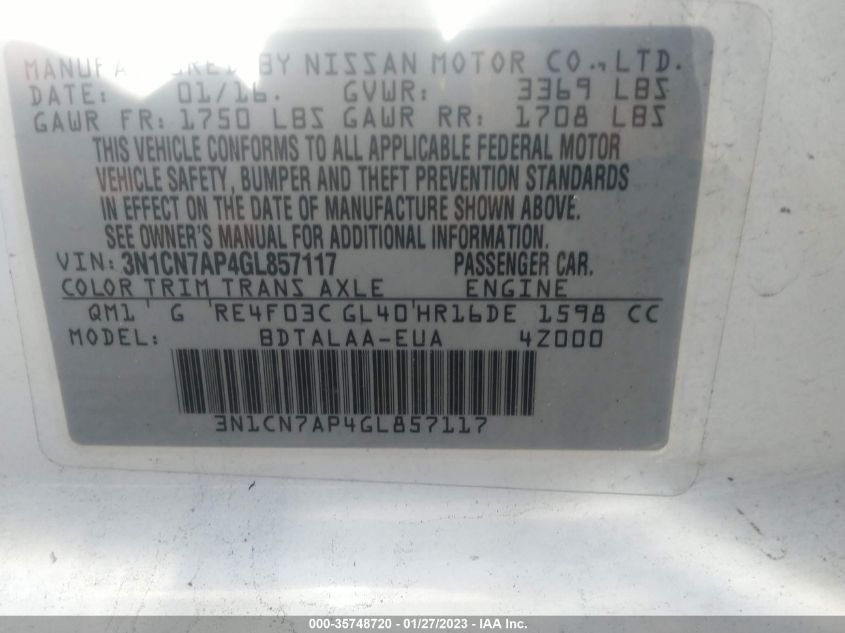 BY NISSAN MOTOR CO., LTD.
DATE: 01/16. GVWR: 3369 LBS
GAWR FR: 1750 LBS GAWR RR: 1708 LBS
THIS VEHICLE CONFORMS TO ALL APPLICABLE FEDERAL MOTOR
VEHICLE SAFETY, BUMPER AND THEFT PREVENTION STANDARDS
IN EFFECT ON THE DATE OF MANUFACTURE SHOWN ABOVE.
SEE OWNER'S MANUAL FOR ADDITIONAL INFORMATION.
VIN: 3N1CN7AP4GL857117 PASSENGER CAR.
COLOR TRIM TRANS AXLE ENGINE
QM1 G RE4F03C GL40 HR16DE 1598 CC
MODEL: BDTALAA-EUA 4Z000
3N1CN7AP4GL857117
000-35748720 - 01/27/2023 - IAA Inc.